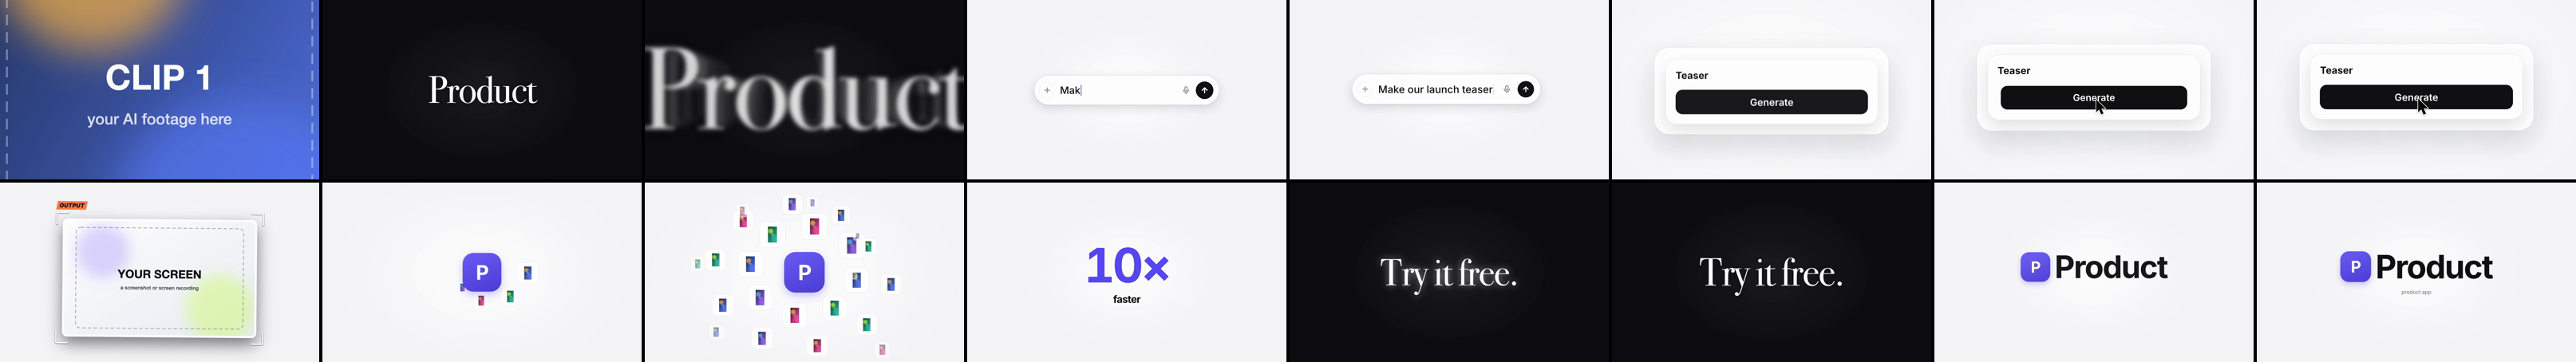 CLIP 1
your AI footage here
Product
Product
Mak
Make our launch teaser
Teaser
Generate
Teaser
Generate
Teaser
Generate
OUTPUT
YOUR SCREEN
a screenshot or screen recording
P
P
10×
faster
Try it free.
Try it free.
P Product
P Product
product.app